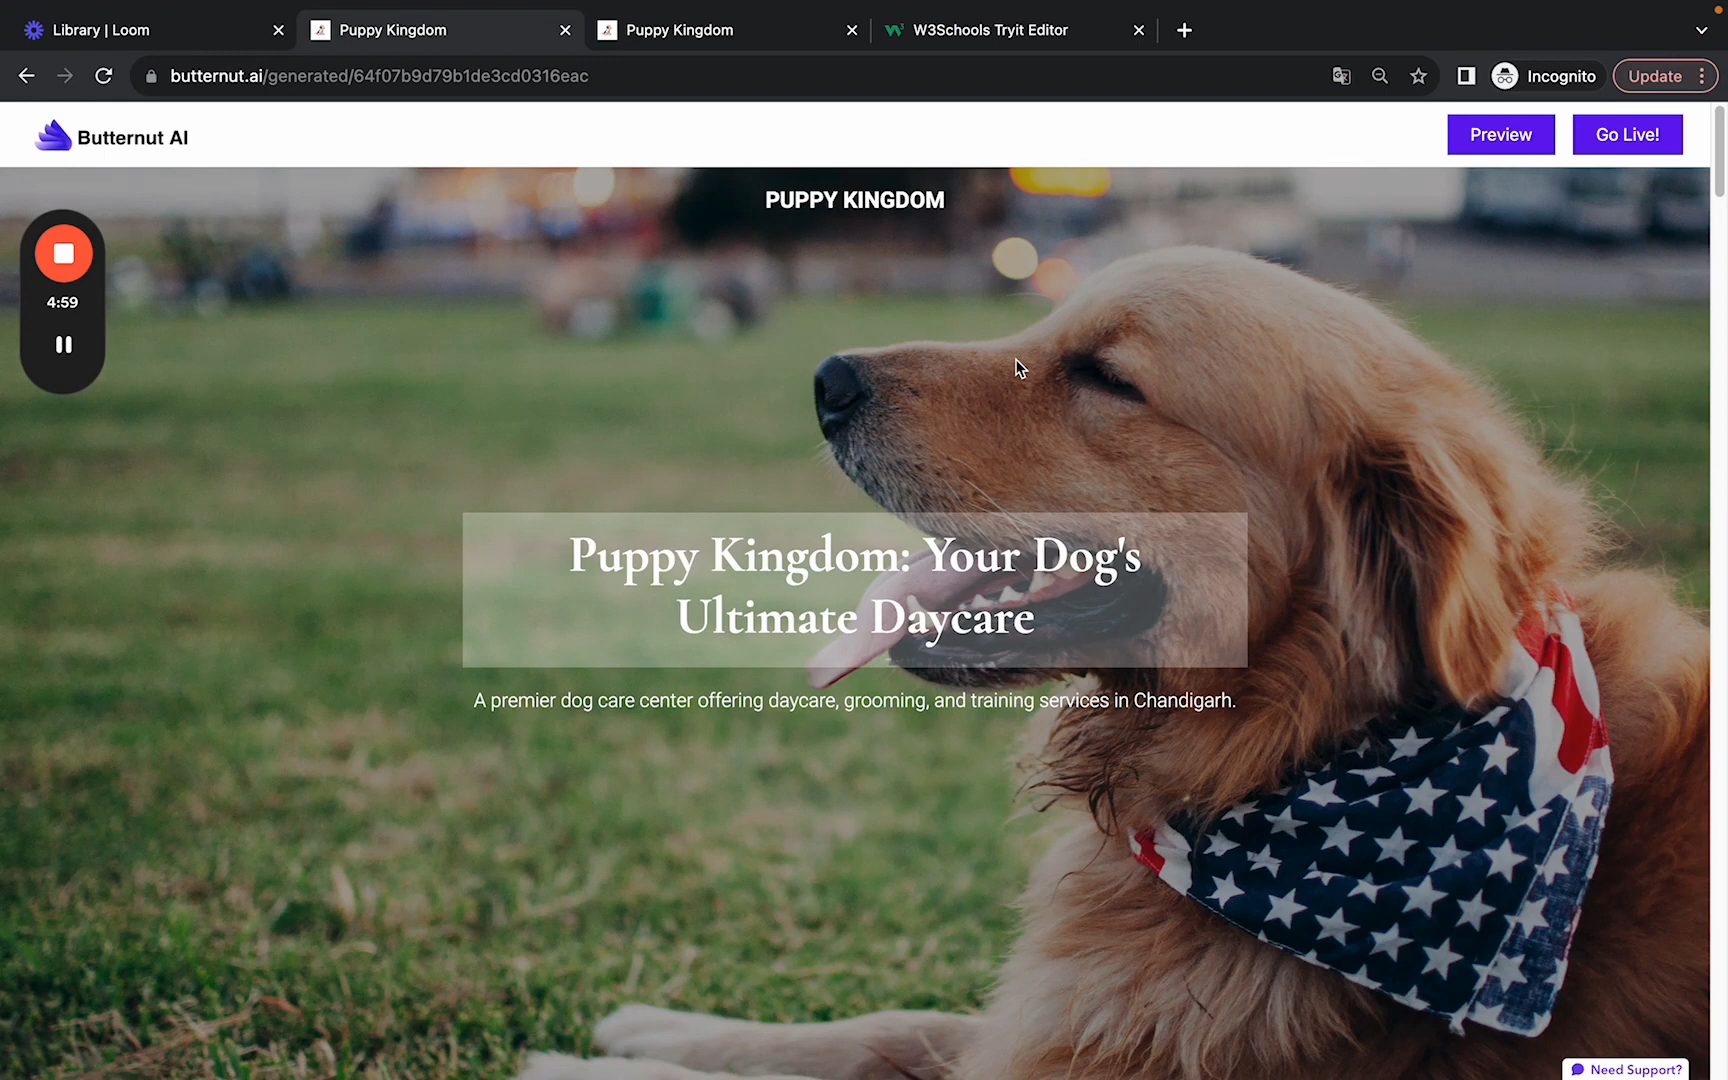 Library | Loom
Puppy Kingdom
Puppy Kingdom
W3Schools Tryit Editor
butternut.ai/generated/64f07b9d79b1de3cd0316eac
Incognito
Update
Butternut AI
Preview
Go Live!
PUPPY KINGDOM
4:59
Puppy Kingdom: Your Dog's
Ultimate Daycare
A premier dog care center offering daycare, grooming, and training services in Chandigarh.
Need Support?